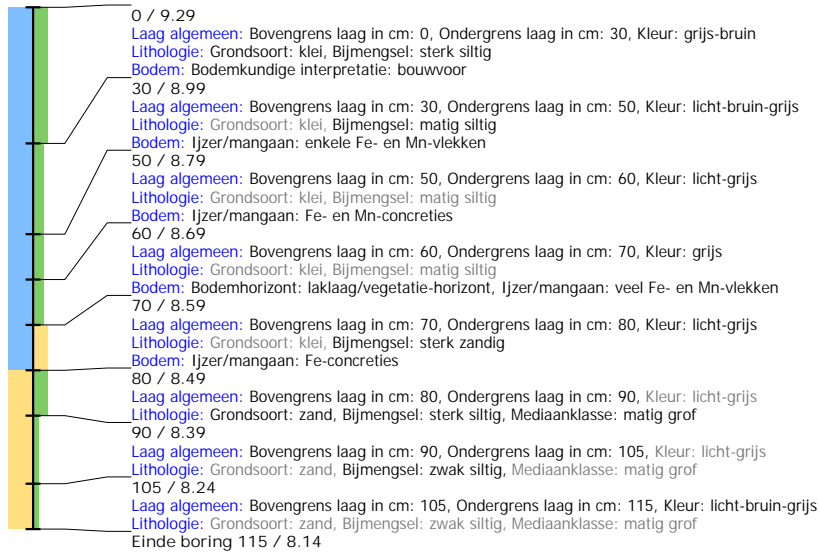 0 / 9.29
Laag algemeen: Bovengrens laag in cm: 0, Ondergrens laag in cm: 30, Kleur: grijs-bruin
Lithologie: Grondsoort: klei, Bijmengsel: sterk siltig
Bodem: Bodemkundige interpretatie: bouwvoor
30 / 8.99
Laag algemeen: Bovengrens laag in cm: 30, Ondergrens laag in cm: 50, Kleur: licht-bruin-grijs
Lithologie: Grondsoort: klei, Bijmengsel: matig siltig
Bodem: Ijzer/mangaan: enkele Fe- en Mn-vlekken
50 / 8.79
Laag algemeen: Bovengrens laag in cm: 50, Ondergrens laag in cm: 60, Kleur: licht-grijs
Lithologie: Grondsoort: klei, Bijmengsel: matig siltig
Bodem: Ijzer/mangaan: Fe- en Mn-concreties
60 / 8.69
Laag algemeen: Bovengrens laag in cm: 60, Ondergrens laag in cm: 70, Kleur: grijs
Lithologie: Grondsoort: klei, Bijmengsel: matig siltig
Bodem: Bodemhorizont: laklaag/vegetatie-horizont, Ijzer/mangaan: veel Fe- en Mn-vlekken
70 / 8.59
Laag algemeen: Bovengrens laag in cm: 70, Ondergrens laag in cm: 80, Kleur: licht-grijs
Lithologie: Grondsoort: klei, Bijmengsel: sterk zandig
Bodem: Ijzer/mangaan: Fe-concreties
80 / 8.49
Laag algemeen: Bovengrens laag in cm: 80, Ondergrens laag in cm: 90, Kleur: licht-grijs
Lithologie: Grondsoort: zand, Bijmengsel: sterk siltig, Mediaanklasse: matig grof
90 / 8.39
Laag algemeen: Bovengrens laag in cm: 90, Ondergrens laag in cm: 105, Kleur: licht-grijs
Lithologie: Grondsoort: zand, Bijmengsel: zwak siltig, Mediaanklasse: matig grof
105 / 8.24
Laag algemeen: Bovengrens laag in cm: 105, Ondergrens laag in cm: 115, Kleur: licht-bruin-grijs
Lithologie: Grondsoort: zand, Bijmengsel: zwak siltig, Mediaanklasse: matig grof
Einde boring 115 / 8.14